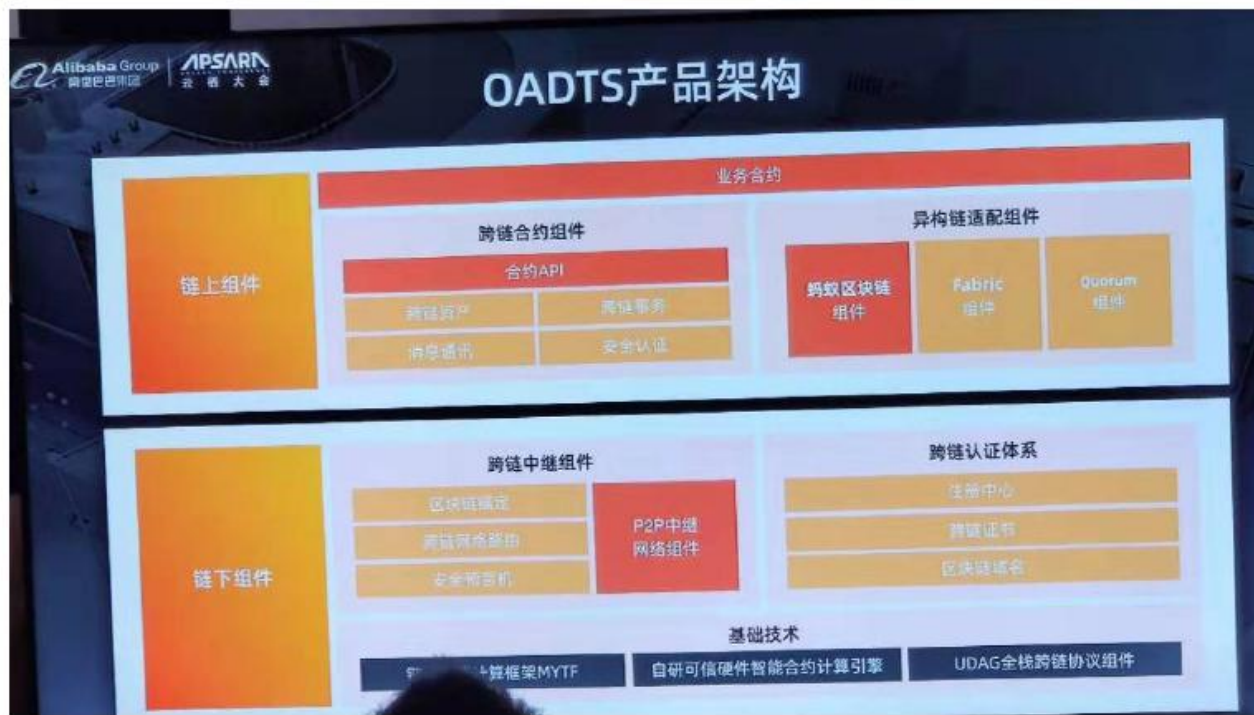 Alibaba Group
阿里巴巴集团
APSARA
云栖大会
OADTS产品架构
业务合约
链上组件
跨链合约组件
合约API
跨链资产
跨链事务
消息通讯
安全认证
异构链适配组件
蚂蚁区块链
组件
Fabric
组件
Quorum
组件
链下组件
跨链中继组件
区块链锚定
跨链网络路由
安全预言机
P2P中继
网络组件
跨链认证体系
注册中心
跨链证书
区块链域名
基础技术
计算框架MYTF
自研可信硬件智能合约计算引擎
UDAG全栈跨链协议组件